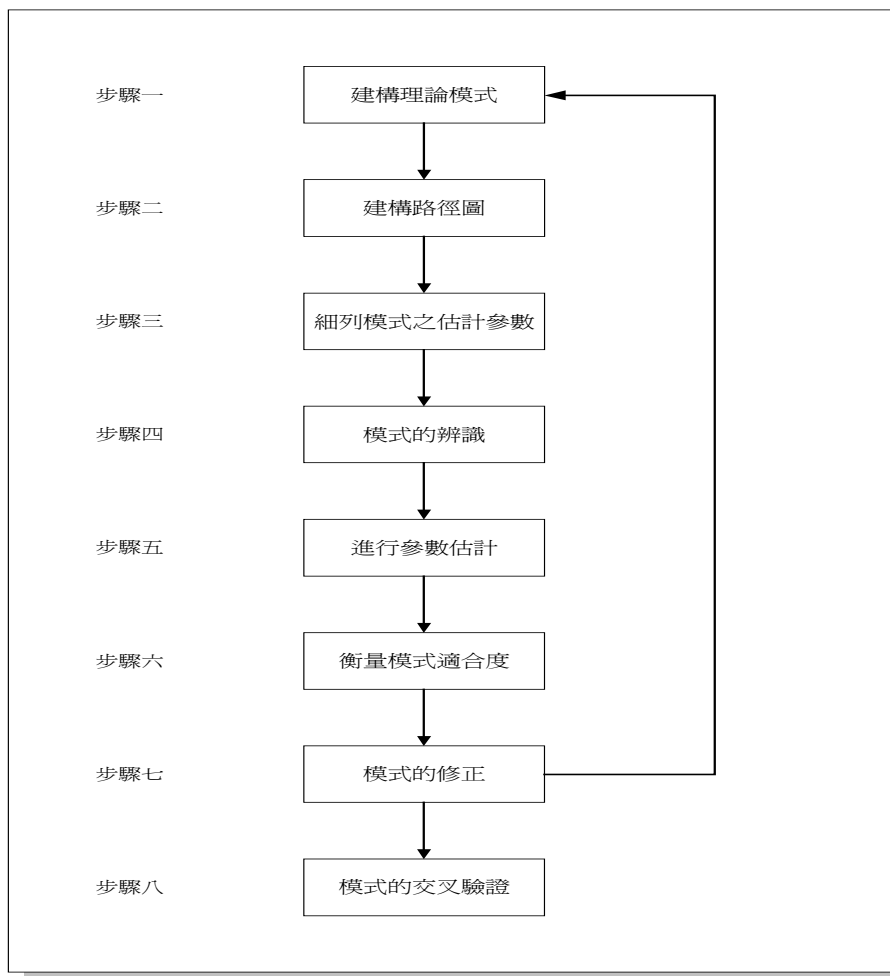 步驟一 建構理論模式
步驟二 建構路徑圖
步驟三 細列模式之估計參數
步驟四 模式的辨識
步驟五 進行參數估計
步驟六 衡量模式適合度
步驟七 模式的修正
步驟八 模式的交叉驗證